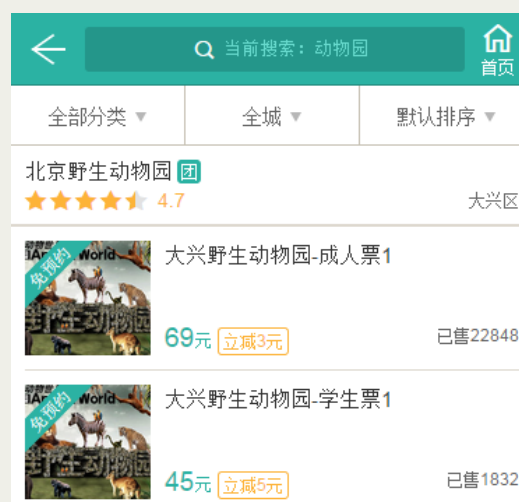 当前搜索：动物园
首页
全部分类
全城
默认排序
北京野生动物园 团
4.7
大兴区
免预约
大兴野生动物园-成人票1
69元 立减3元
已售22848
免预约
大兴野生动物园-学生票1
45元 立减5元
已售1832